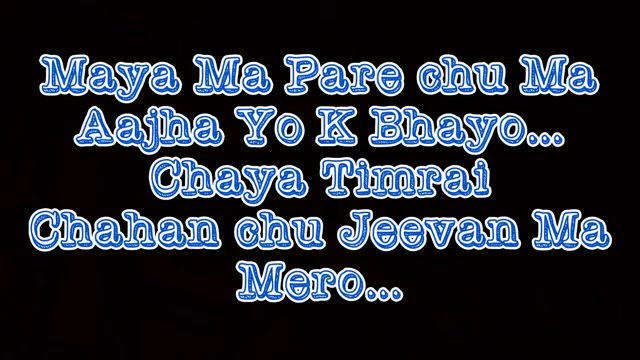 Maya Ma Pare chu Ma
Aajha Yo K Bhayo...
Chaya Timrai
Chahan chu Jeevan Ma
Mero...